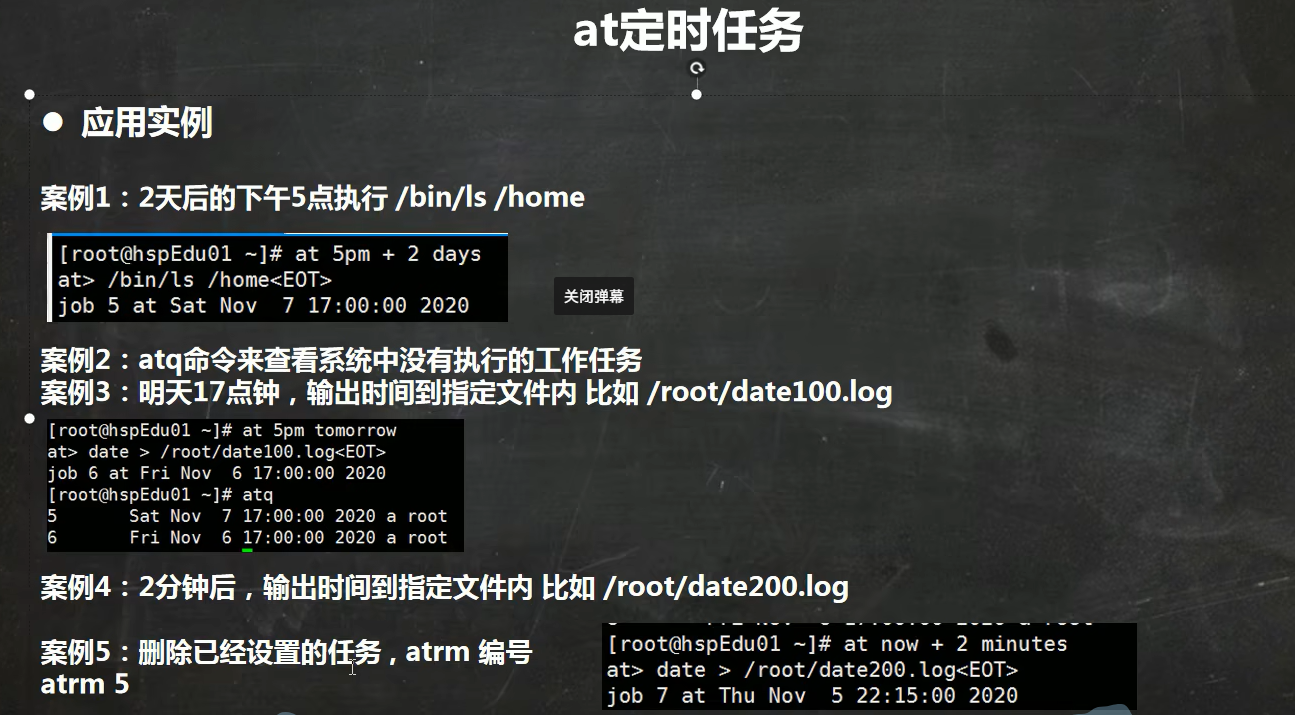 at定时任务
应用实例
案例1：2天后的下午5点执行 /bin/ls /home
[root@hspEdu01 ~]# at 5pm + 2 days
at> /bin/ls /home<EOT>
job 5 at Sat Nov  7 17:00:00 2020
关闭弹幕
案例2：atq命令来查看系统中没有执行的工作任务
案例3：明天17点钟，输出时间到指定文件内 比如 /root/date100.log
[root@hspEdu01 ~]# at 5pm tomorrow
at> date > /root/date100.log<EOT>
job 6 at Fri Nov  6 17:00:00 2020
[root@hspEdu01 ~]# atq
5       Sat Nov  7 17:00:00 2020 a root
6       Fri Nov  6 17:00:00 2020 a root
案例4：2分钟后，输出时间到指定文件内 比如 /root/date200.log
案例5：删除已经设置的任务，atrm 编号
atrm 5
[root@hspEdu01 ~]# at now + 2 minutes
at> date > /root/date200.log<EOT>
job 7 at Thu Nov  5 22:15:00 2020